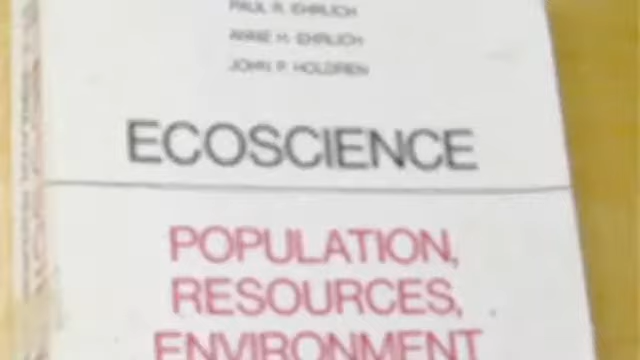 PAUL R. EHRLICH
ANNE H. EHRLICH
JOHN P. HOLDREN
ECOSCIENCE
POPULATION,
RESOURCES,
ENVIRONMENT